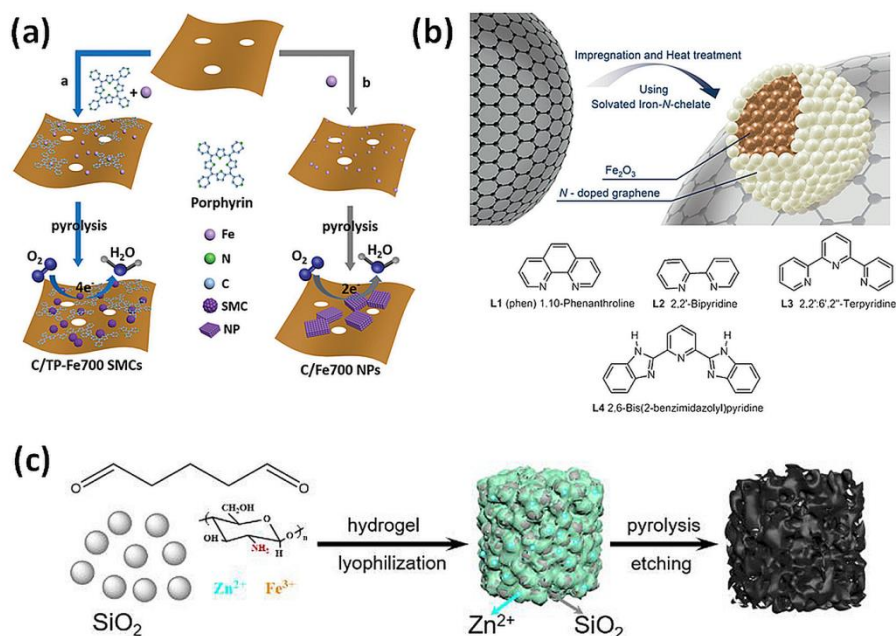 (a)
a
+
b
pyrolysis
Porphyrin
pyrolysis
Fe
N
C
SMC
NP
O₂
H₂O
4e⁻
O₂
H₂O
2e⁻
C/TP-Fe700 SMCs
C/Fe700 NPs
(b)
Impregnation and Heat treatment
Using
Solvated Iron-N-chelate
Fe₂O₃
N - doped graphene
N
N
L1 (phen) 1.10-Phenanthroline
N
N
L2
2,2'-Bipyridine
N
N
N
L3 2,2':6',2''-Terpyridine
H
N
N
N
N
N
H
L4 2,6-Bis(2-benzimidazolyl)pyridine
(c)
O
O
CH₂OH
O
OH
H
O
NH₂
n
Zn²⁺ Fe³⁺
SiO₂
hydrogel
lyophilization
Zn²⁺
SiO₂
pyrolysis
etching